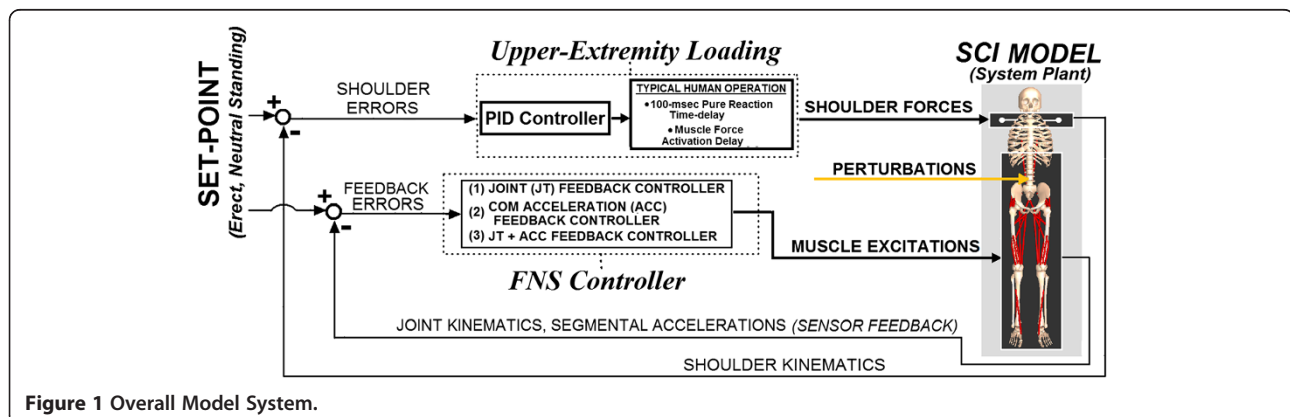 Upper-Extremity Loading
SCI MODEL
(System Plant)
SET-POINT
(Erect, Neutral Standing)
+
-
SHOULDER
ERRORS
PID Controller
TYPICAL HUMAN OPERATION
•100-msec Pure Reaction
Time-delay
• Muscle Force
Activation Delay
SHOULDER FORCES
PERTURBATIONS
+
-
FEEDBACK
ERRORS
(1) JOINT (JT) FEEDBACK CONTROLLER
(2) COM ACCELERATION (ACC)
FEEDBACK CONTROLLER
(3) JT + ACC FEEDBACK CONTROLLER
MUSCLE EXCITATIONS
FNS Controller
JOINT KINEMATICS, SEGMENTAL ACCELERATIONS (SENSOR FEEDBACK)
SHOULDER KINEMATICS
Figure 1 Overall Model System.